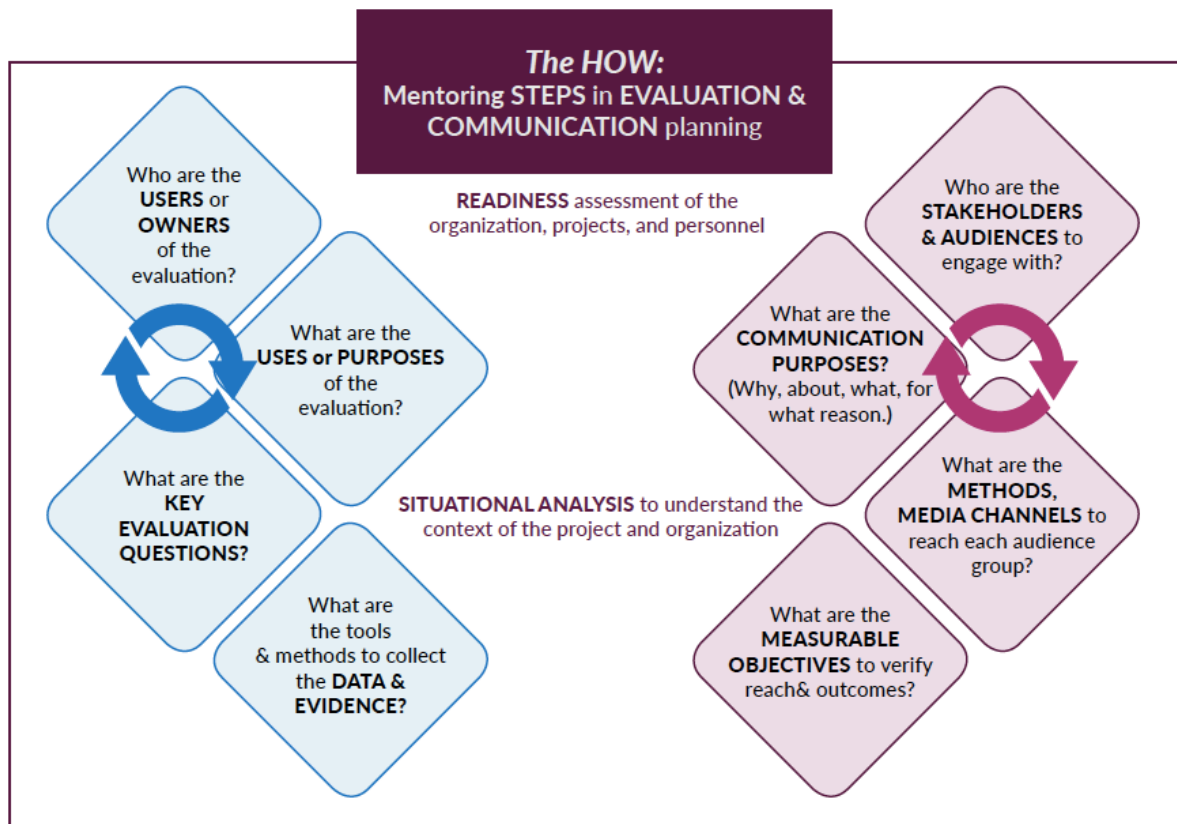 The HOW:
Mentoring STEPS in EVALUATION &
COMMUNICATION planning
READINESS assessment of the
organization, projects, and personnel
Who are the
USERS or
OWNERS
of the
evaluation?
What are the
USES or PURPOSES
of the
evaluation?
What are the
KEY
EVALUATION
QUESTIONS?
What are
the tools
& methods to collect
the DATA &
EVIDENCE?
SITUATIONAL ANALYSIS to understand the
context of the project and organization
Who are the
STAKEHOLDERS
& AUDIENCES to
engage with?
What are the
COMMUNICATION
PURPOSES?
(Why, about, what, for
what reason.)
What are the
METHODS,
MEDIA CHANNELS to
reach each audience
group?
What are the
MEASURABLE
OBJECTIVES to verify
reach& outcomes?